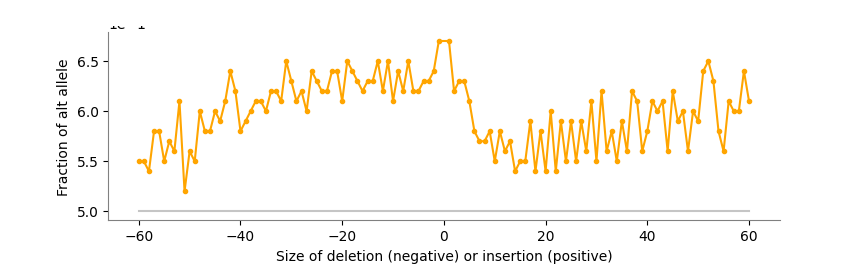 6.5
6.0
5.5
5.0
Fraction of alt allele
−60 −40 −20 0 20 40 60
Size of deletion (negative) or insertion (positive)